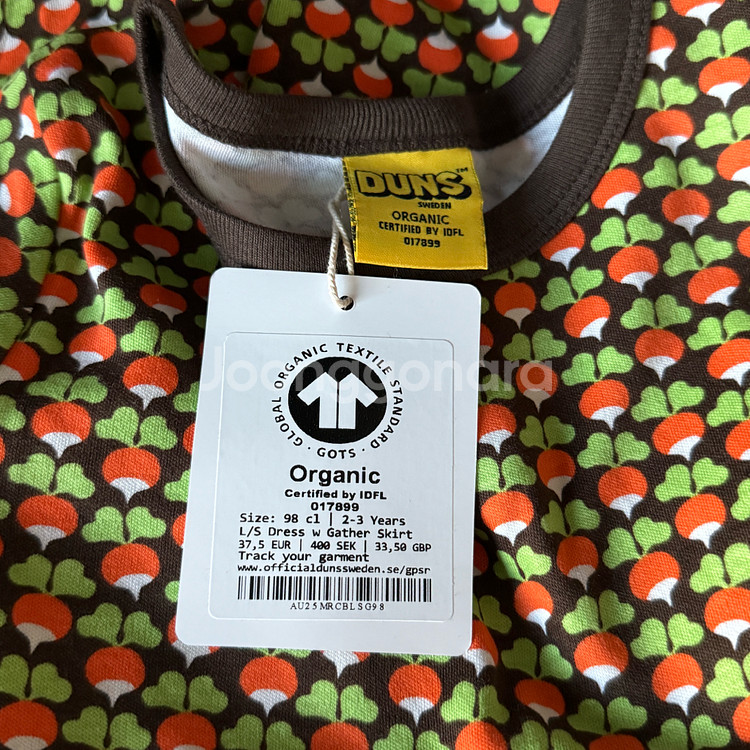 DUNS™
SWEDEN
ORGANIC
CERTIFIED BY IDFL
017899
Joonggonara
GLOBAL ORGANIC TEXTILE STANDARD
· GOTS ·
Organic
Certified by IDFL
017899
Size: 98 cl | 2-3 Years
L/S Dress w Gather Skirt
37,5 EUR | 400 SEK | 33,50 GBP
Track your garment
www.officialdunssweden.se/gpsr
AU25MRCBLSG98